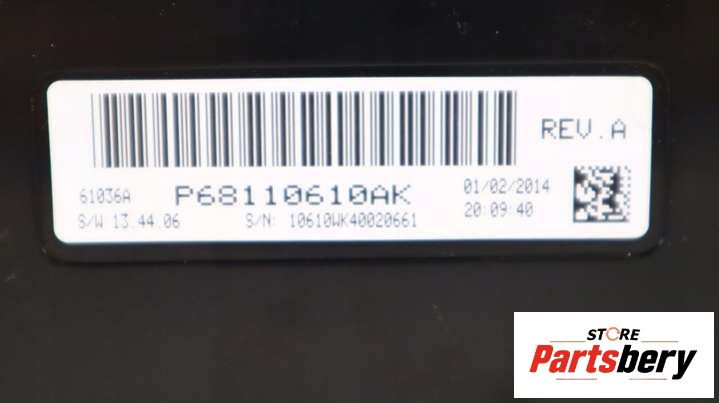 REV.A
61036A P68110610AK 01/02/2014
S/W 13.44.06 S/N: 10610WK40020661 20:09:40
STORE
Partsbery